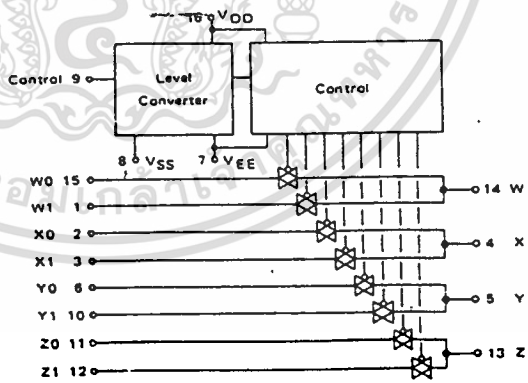 16 VDD
Control 9
Level
Converter
Control
8 VSS
7 VEE
W0 15
14 W
W1 1
X0 2
4 X
X1 3
Y0 6
5 Y
Y1 10
Z0 11
13 Z
Z1 12